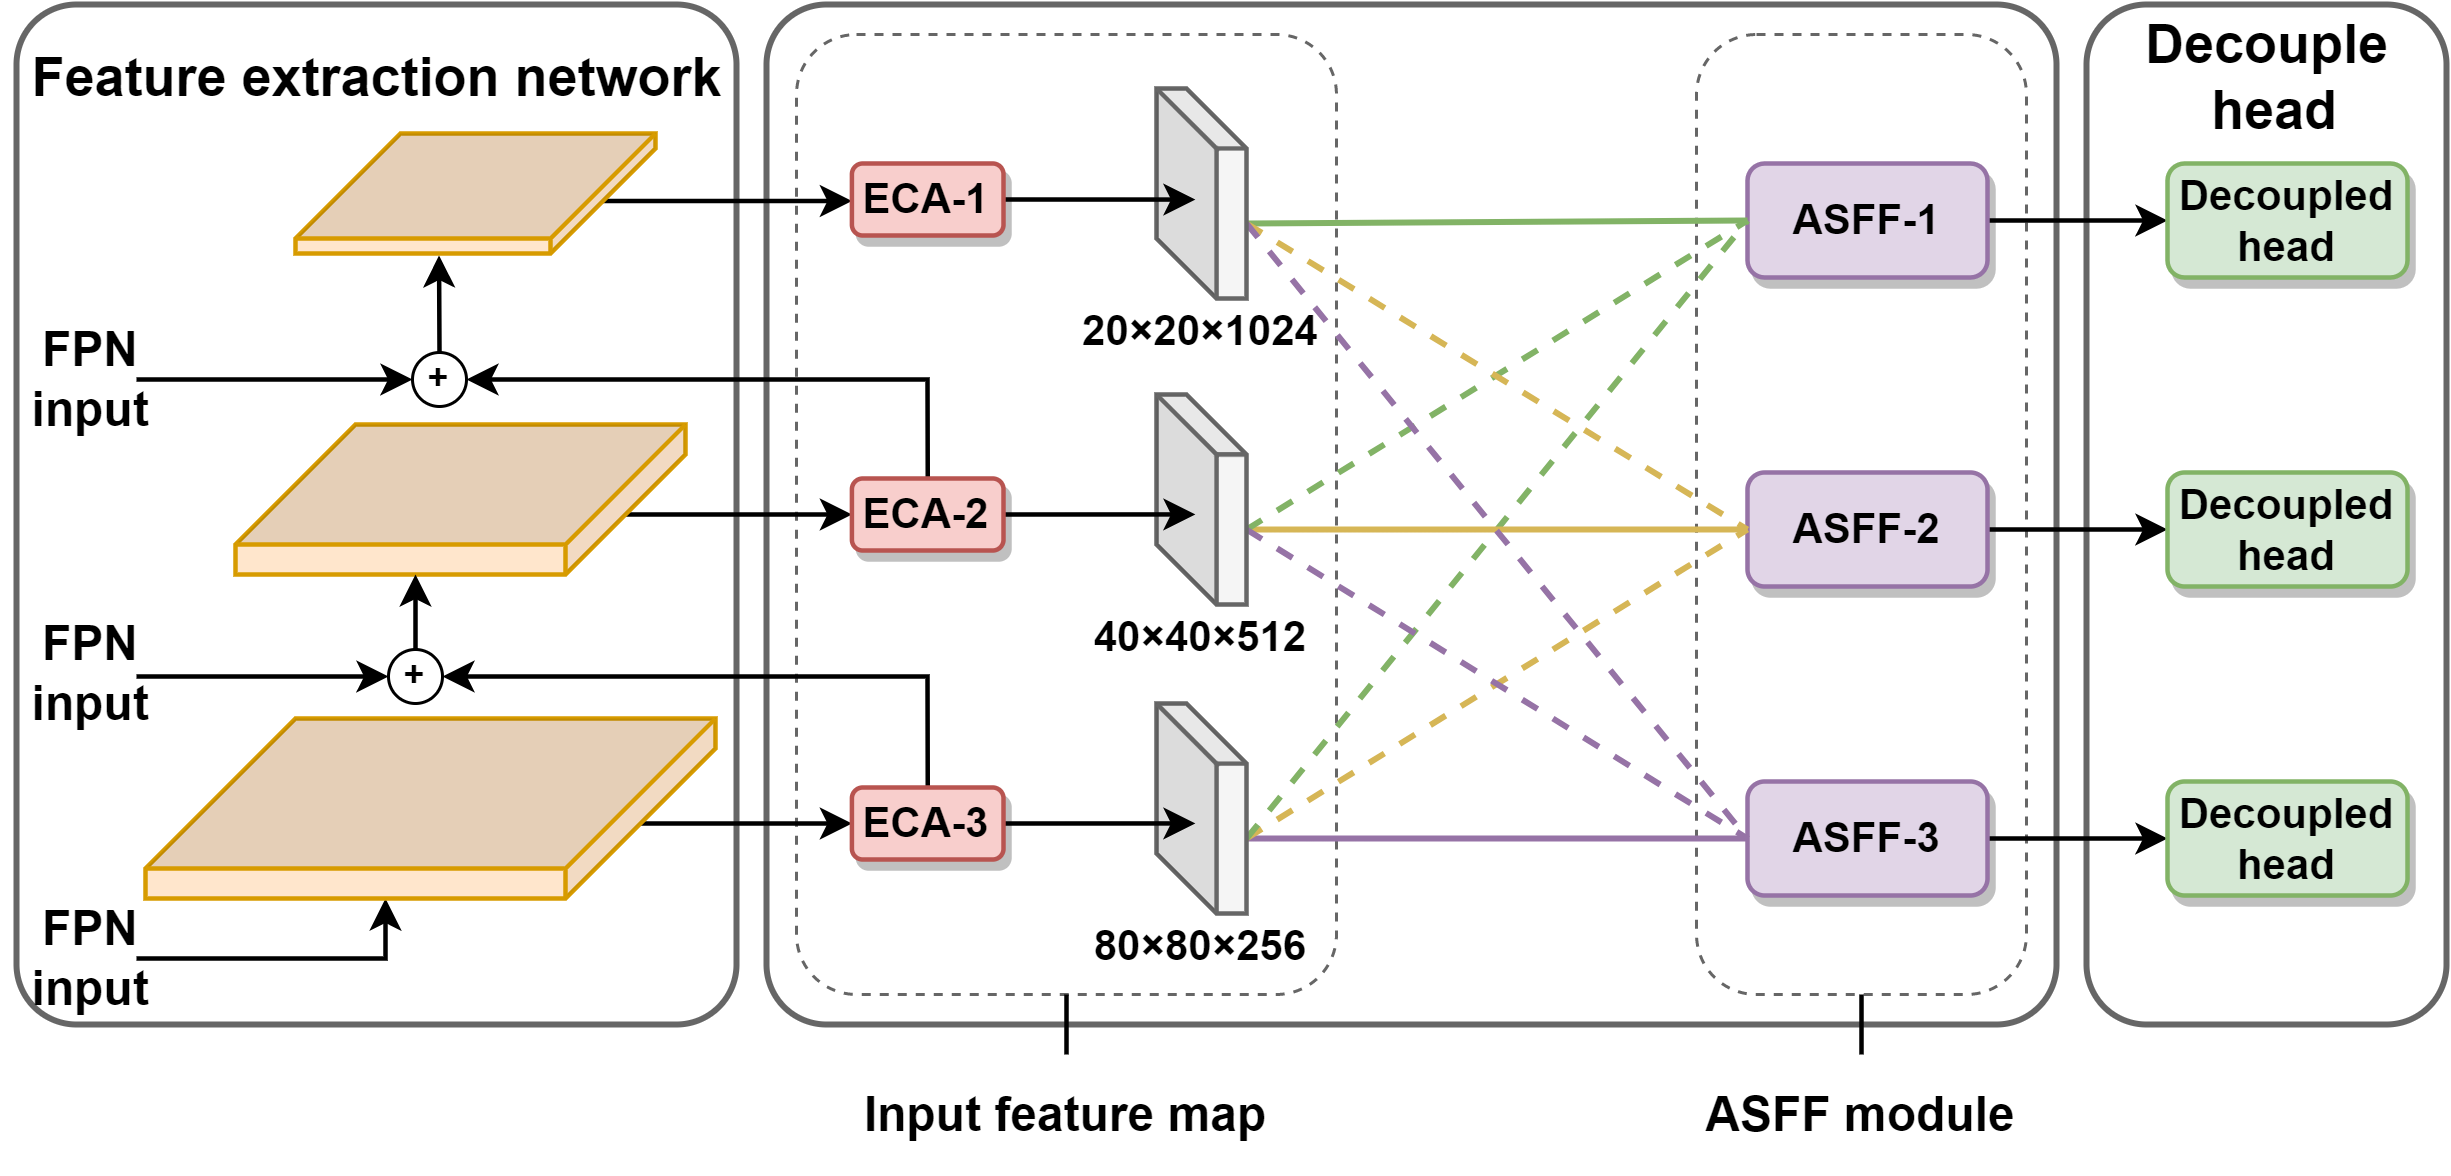 Feature extraction network
FPN
input
+
FPN
input
+
FPN
input
ECA-1
20×20×1024
ECA-2
40×40×512
ECA-3
80×80×256
Input feature map
ASFF-1
ASFF-2
ASFF-3
ASFF module
Decouple
head
Decoupled
head
Decoupled
head
Decoupled
head